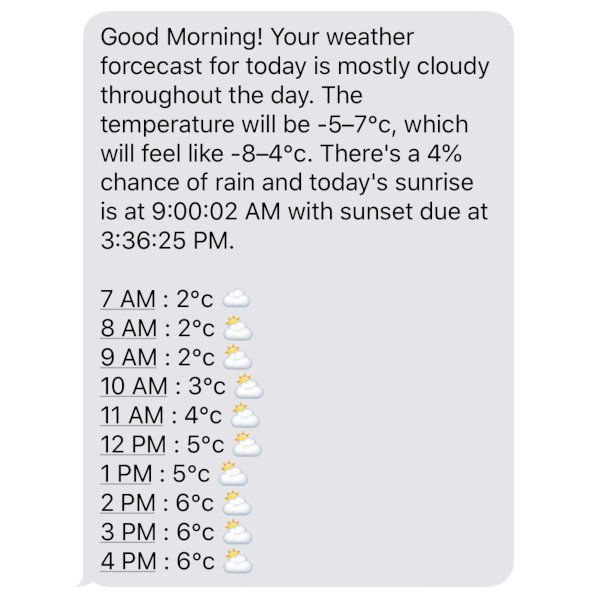 Good Morning! Your weather
forcecast for today is mostly cloudy
throughout the day. The
temperature will be -5–7°c, which
will feel like -8–4°c. There's a 4%
chance of rain and today's sunrise
is at 9:00:02 AM with sunset due at
3:36:25 PM.

7 AM : 2°c ☁️
8 AM : 2°c 🌥️
9 AM : 2°c 🌥️
10 AM : 3°c 🌥️
11 AM : 4°c 🌥️
12 PM : 5°c 🌥️
1 PM : 5°c 🌥️
2 PM : 6°c 🌥️
3 PM : 6°c 🌥️
4 PM : 6°c 🌥️